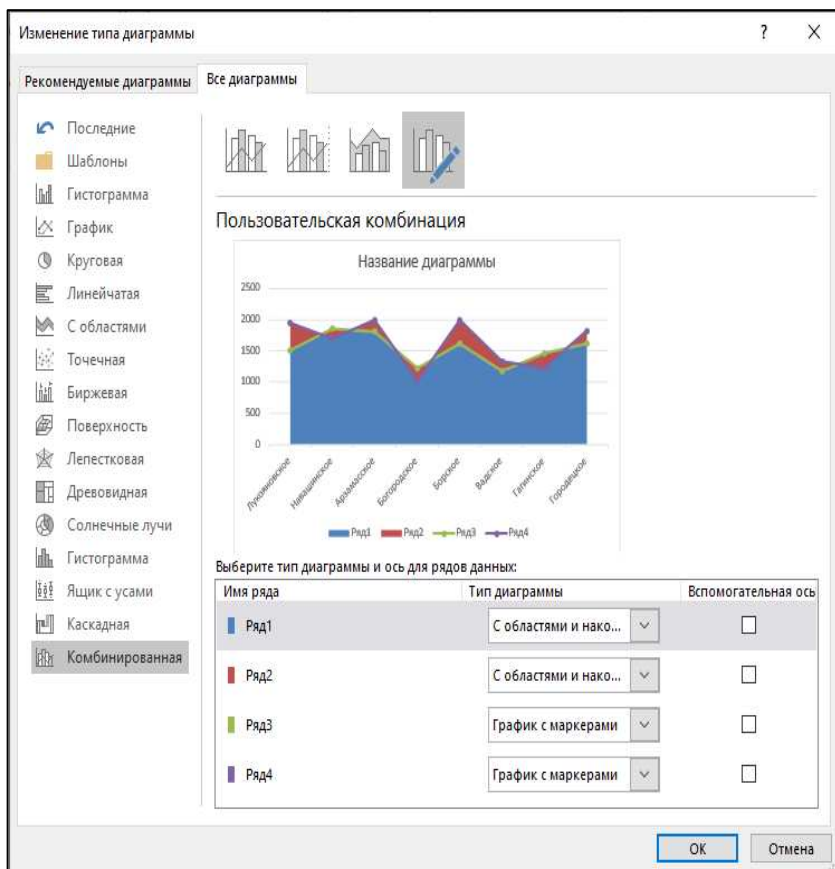 Изменение типа диаграммы
?
X
Рекомендуемые диаграммы
Все диаграммы
Последние
Шаблоны
Гистограмма
График
Круговая
Линейчатая
С областями
Точечная
Биржевая
Поверхность
Лепестковая
Древовидная
Солнечные лучи
Гистограмма
Ящик с усами
Каскадная
Комбинированная
Пользовательская комбинация
Название диаграммы
2500
2000
1500
1000
500
0
Лукояновское
Навашинское
Арзамасское
Богородское
Борское
Вадское
Гагинское
Городецкое
Ряд1 Ряд2 Ряд3 Ряд4
Выберите тип диаграммы и ось для рядов данных:
Имя ряда Тип диаграммы Вспомогательная ось
Ряд1 С областями и нако...
Ряд2 С областями и нако...
Ряд3 График с маркерами
Ряд4 График с маркерами
ОК Отмена